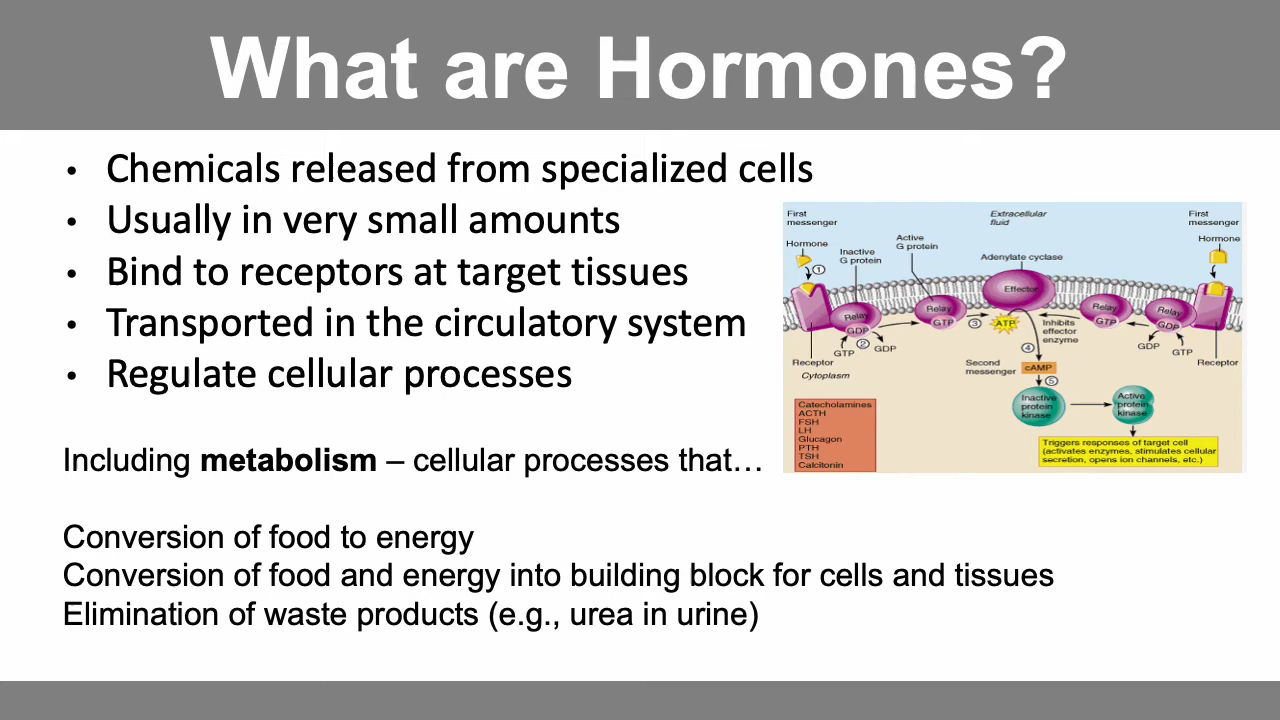 What are Hormones?
• Chemicals released from specialized cells
• Usually in very small amounts
• Bind to receptors at target tissues
• Transported in the circulatory system
• Regulate cellular processes
Including metabolism – cellular processes that…
Conversion of food to energy
Conversion of food and energy into building block for cells and tissues
Elimination of waste products (e.g., urea in urine)
First
messenger
Extracellular
fluid
First
messenger
Hormone
Inactive
G protein
Active
G protein
Adenylate cyclase
Hormone
1
Effector
Relay
GDP
Relay
GTP
3
ATP
Inhibits
effector
enzyme
Relay
GTP
Relay
GDP
2
GTP
GDP
GDP
GTP
Receptor
Receptor
Cytoplasm
4
Second
messenger
cAMP
5
Inactive
protein
kinase
Active
protein
kinase
Catecholamines
ACTH
FSH
LH
Glucagon
PTH
TSH
Calcitonin
Triggers responses of target cell
(activates enzymes, stimulates cellular
secretion, opens ion channels, etc.)